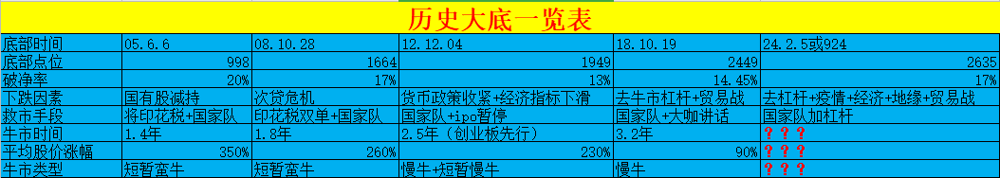 历史大底一览表
底部时间 05.6.6 08.10.28 12.12.04 18.10.19 24.2.5或924
底部点位 998 1664 1949 2449 2635
破净率 20% 17% 13% 14.45% 17%
下跌因素 国有股减持 次贷危机 货币政策收紧+经济指标下滑 去牛市杠杆+贸易战 去杠杆+疫情+经济+地缘+贸易战
救市手段 将印花税+国家队 印花税双单+国家队 国家队+ipo暂停 国家队+大咖讲话 国家队加杠杆
牛市时间 1.4年 1.8年 2.5年（创业板先行） 3.2年 ？？？
平均股价涨幅 350% 260% 230% 90% ？？？
牛市类型 短暂蛮牛 短暂蛮牛 慢牛+短暂慢牛 慢牛 ？？？